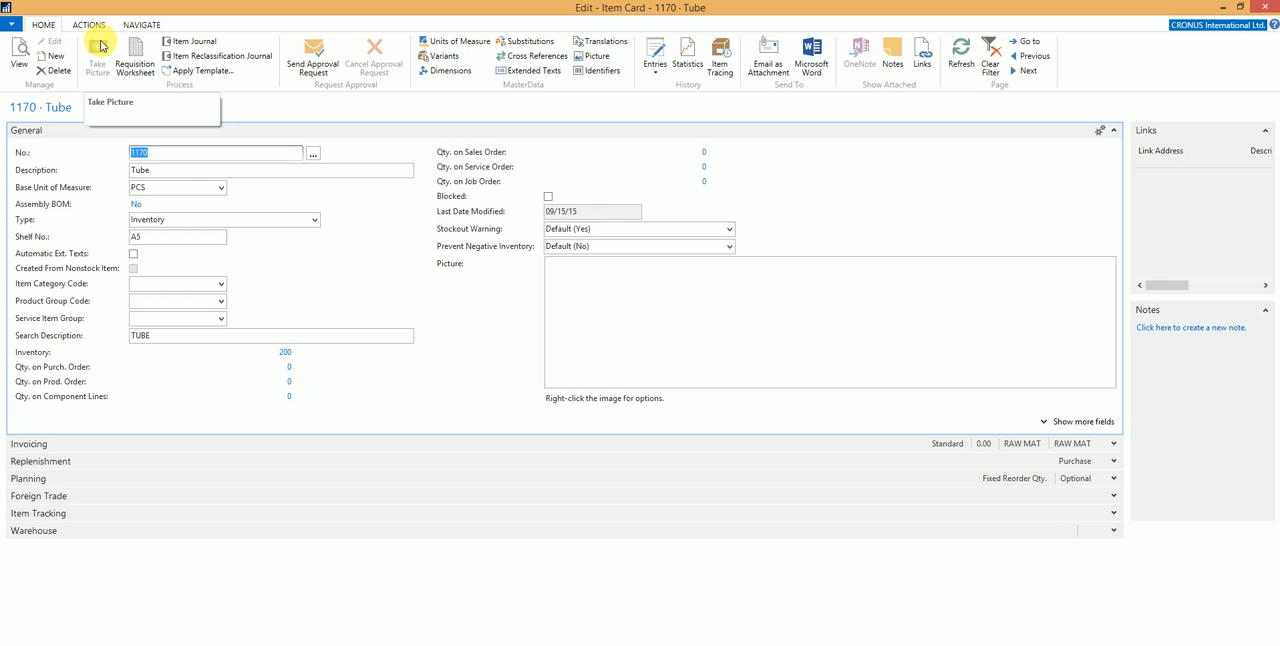 Edit - Item Card - 1170 · Tube
HOME ACTIONS NAVIGATE
CRONUS International Ltd.
View
Edit
New
Delete
Manage
Take Picture
Requisition Worksheet
Item Journal
Item Reclassification Journal
Apply Template...
Process
Send Approval Request
Cancel Approval Request
Request Approval
Units of Measure
Variants
Dimensions
Substitutions
Cross References
Extended Texts
Translations
Picture
Identifiers
MasterData
Entries
Statistics
Item Tracing
History
Email as Attachment
Microsoft Word
Send To
OneNote
Notes
Links
Show Attached
Refresh
Clear Filter
Go to
Previous
Next
Page
1170 · Tube
Take Picture
General
No.: 1170 ...
Description: Tube
Base Unit of Measure: PCS
Assembly BOM: No
Type: Inventory
Shelf No.: A5
Automatic Ext. Texts:
Created From Nonstock Item:
Item Category Code:
Product Group Code:
Service Item Group:
Search Description: TUBE
Inventory: 200
Qty. on Purch. Order: 0
Qty. on Prod. Order: 0
Qty. on Component Lines: 0
Qty. on Sales Order: 0
Qty. on Service Order: 0
Qty. on Job Order: 0
Blocked:
Last Date Modified: 09/15/15
Stockout Warning: Default (Yes)
Prevent Negative Inventory: Default (No)
Picture:
Right-click the image for options.
Show more fields
Invoicing Standard 0.00 RAW MAT RAW MAT
Replenishment Purchase
Planning Fixed Reorder Qty. Optional
Foreign Trade
Item Tracking
Warehouse
Links
Link Address Descri
Notes
Click here to create a new note.